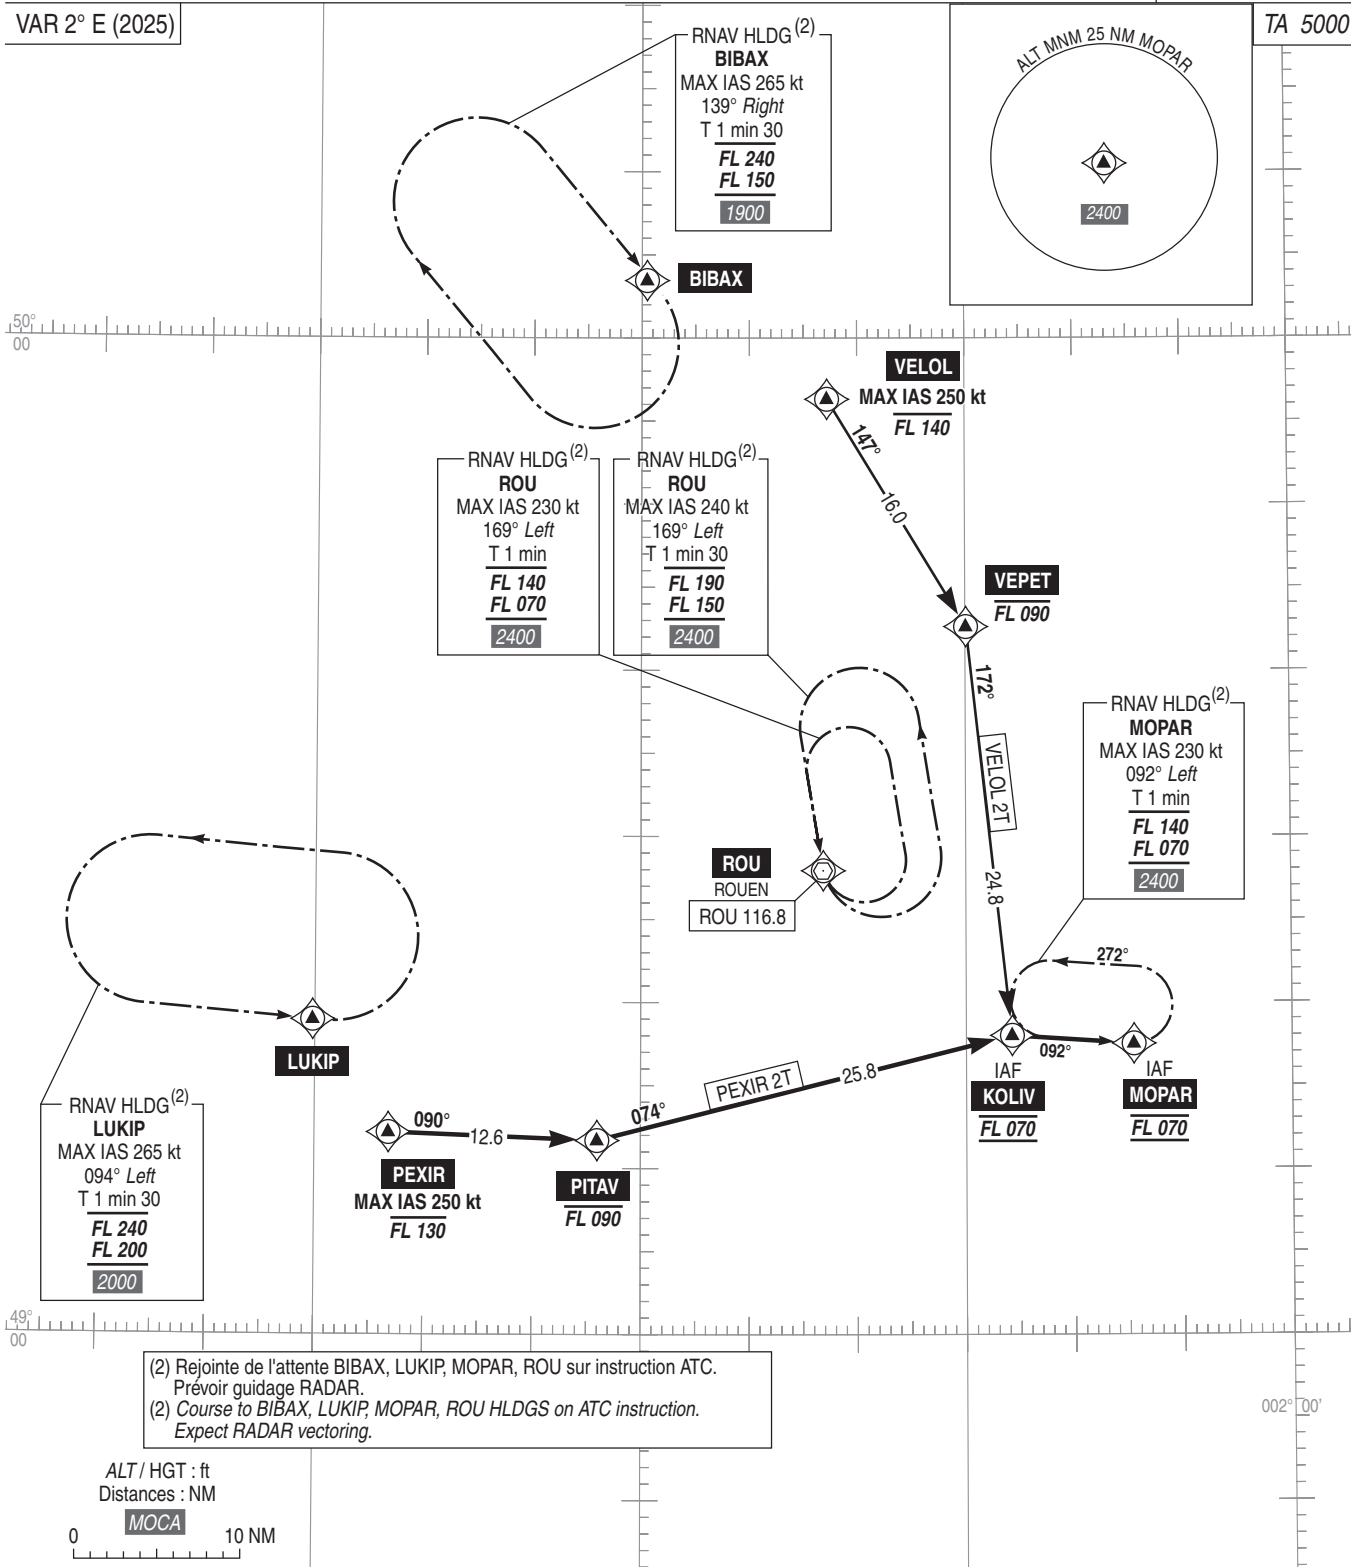 VAR 2° E (2025)
TA 5000
ALT MNM 25 NM MOPAR
2400
RNAV HLDG (2)
BIBAX
MAX IAS 265 kt
139° Right
T 1 min 30
FL 240
FL 150
1900
BIBAX
50°
00
VELOL
MAX IAS 250 kt
FL 140
147°
16.0
RNAV HLDG (2)
ROU
MAX IAS 230 kt
169° Left
T 1 min
FL 140
FL 070
2400
RNAV HLDG (2)
ROU
MAX IAS 240 kt
169° Left
T 1 min 30
FL 190
FL 150
2400
VEPET
FL 090
172°
VELOL 2T
24.8
RNAV HLDG (2)
MOPAR
MAX IAS 230 kt
092° Left
T 1 min
FL 140
FL 070
2400
ROU
ROUEN
ROU 116.8
272°
092°
LUKIP
IAF
KOLIV
FL 070
IAF
MOPAR
FL 070
PEXIR 2T
25.8
074°
090°
12.6
PEXIR
MAX IAS 250 kt
FL 130
PITAV
FL 090
RNAV HLDG (2)
LUKIP
MAX IAS 265 kt
094° Left
T 1 min 30
FL 240
FL 200
2000
49°
00
(2) Rejointe de l'attente BIBAX, LUKIP, MOPAR, ROU sur instruction ATC.
Prévoir guidage RADAR.
(2) Course to BIBAX, LUKIP, MOPAR, ROU HLDGS on ATC instruction.
Expect RADAR vectoring.
002° 00'
ALT / HGT : ft
Distances : NM
MOCA
0 10 NM